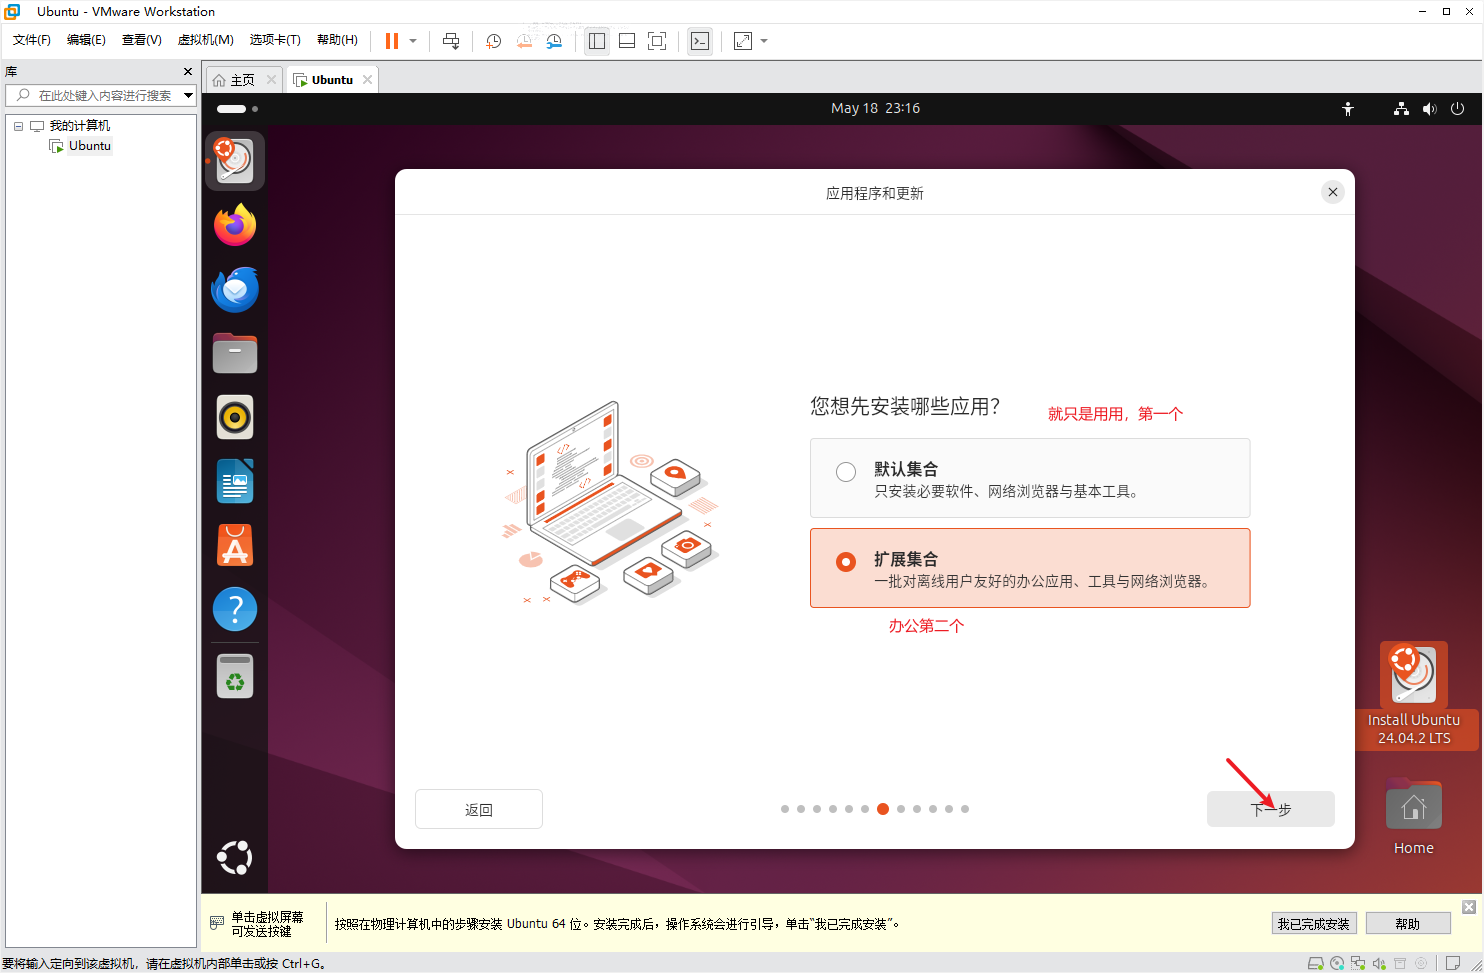 Ubuntu - VMware Workstation
文件(F) 编辑(E) 查看(V) 虚拟机(M) 选项卡(T) 帮助(H)
库
主页
Ubuntu
在此处键入内容进行搜索
May 18 23:16
我的计算机
Ubuntu
应用程序和更新
您想先安装哪些应用?
就只是用用，第一个
默认集合
只安装必要软件、网络浏览器与基本工具。
扩展集合
一批对离线用户友好的办公应用、工具与网络浏览器。
办公第二个
Install Ubuntu
24.04.2 LTS
返回
下一步
Home
单击虚拟屏幕
可发送按键
按照在物理计算机中的步骤安装 Ubuntu 64 位。安装完成后，操作系统会进行引导，单击“我已完成安装”。
我已完成安装
帮助
要将输入定向到该虚拟机，请在虚拟机内部单击或按 Ctrl+G。